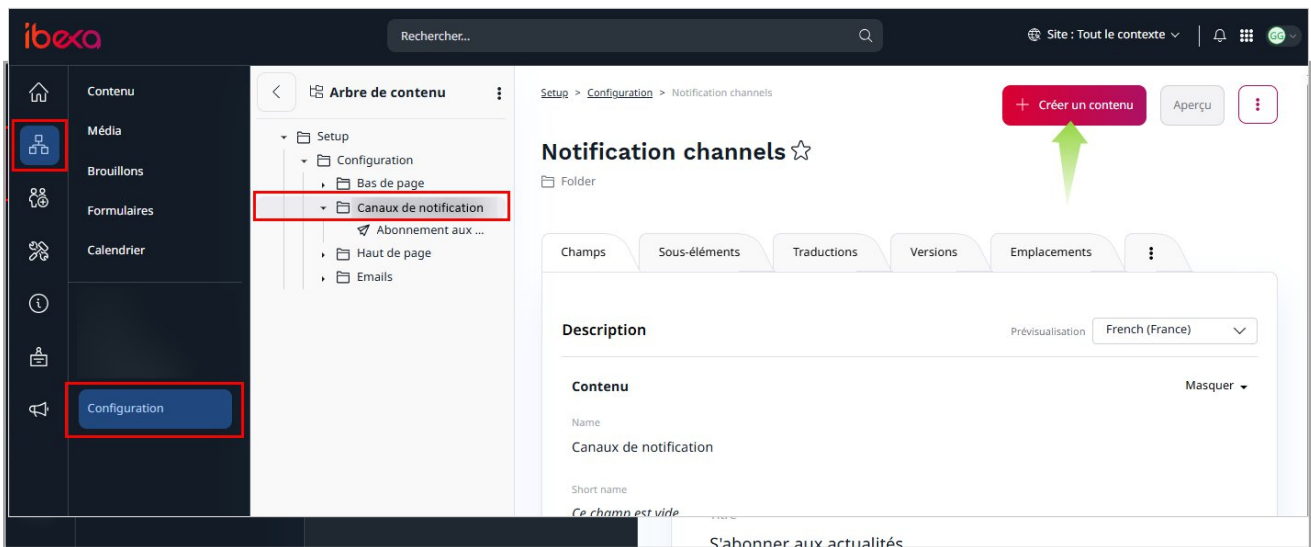 ibexa
Rechercher...
Site : Tout le contexte
GG
Contenu
Média
Brouillons
Formulaires
Calendrier
Configuration
Arbre de contenu
Setup
Configuration
Bas de page
Canaux de notification
Abonnement aux ...
Haut de page
Emails
Setup > Configuration > Notification channels
+ Créer un contenu
Aperçu
Notification channels
Folder
Champs
Sous-éléments
Traductions
Versions
Emplacements
Description
Prévisualisation
French (France)
Contenu
Masquer
Name
Canaux de notification
Short name
Ce champ est vide
S'abonner aux actualités